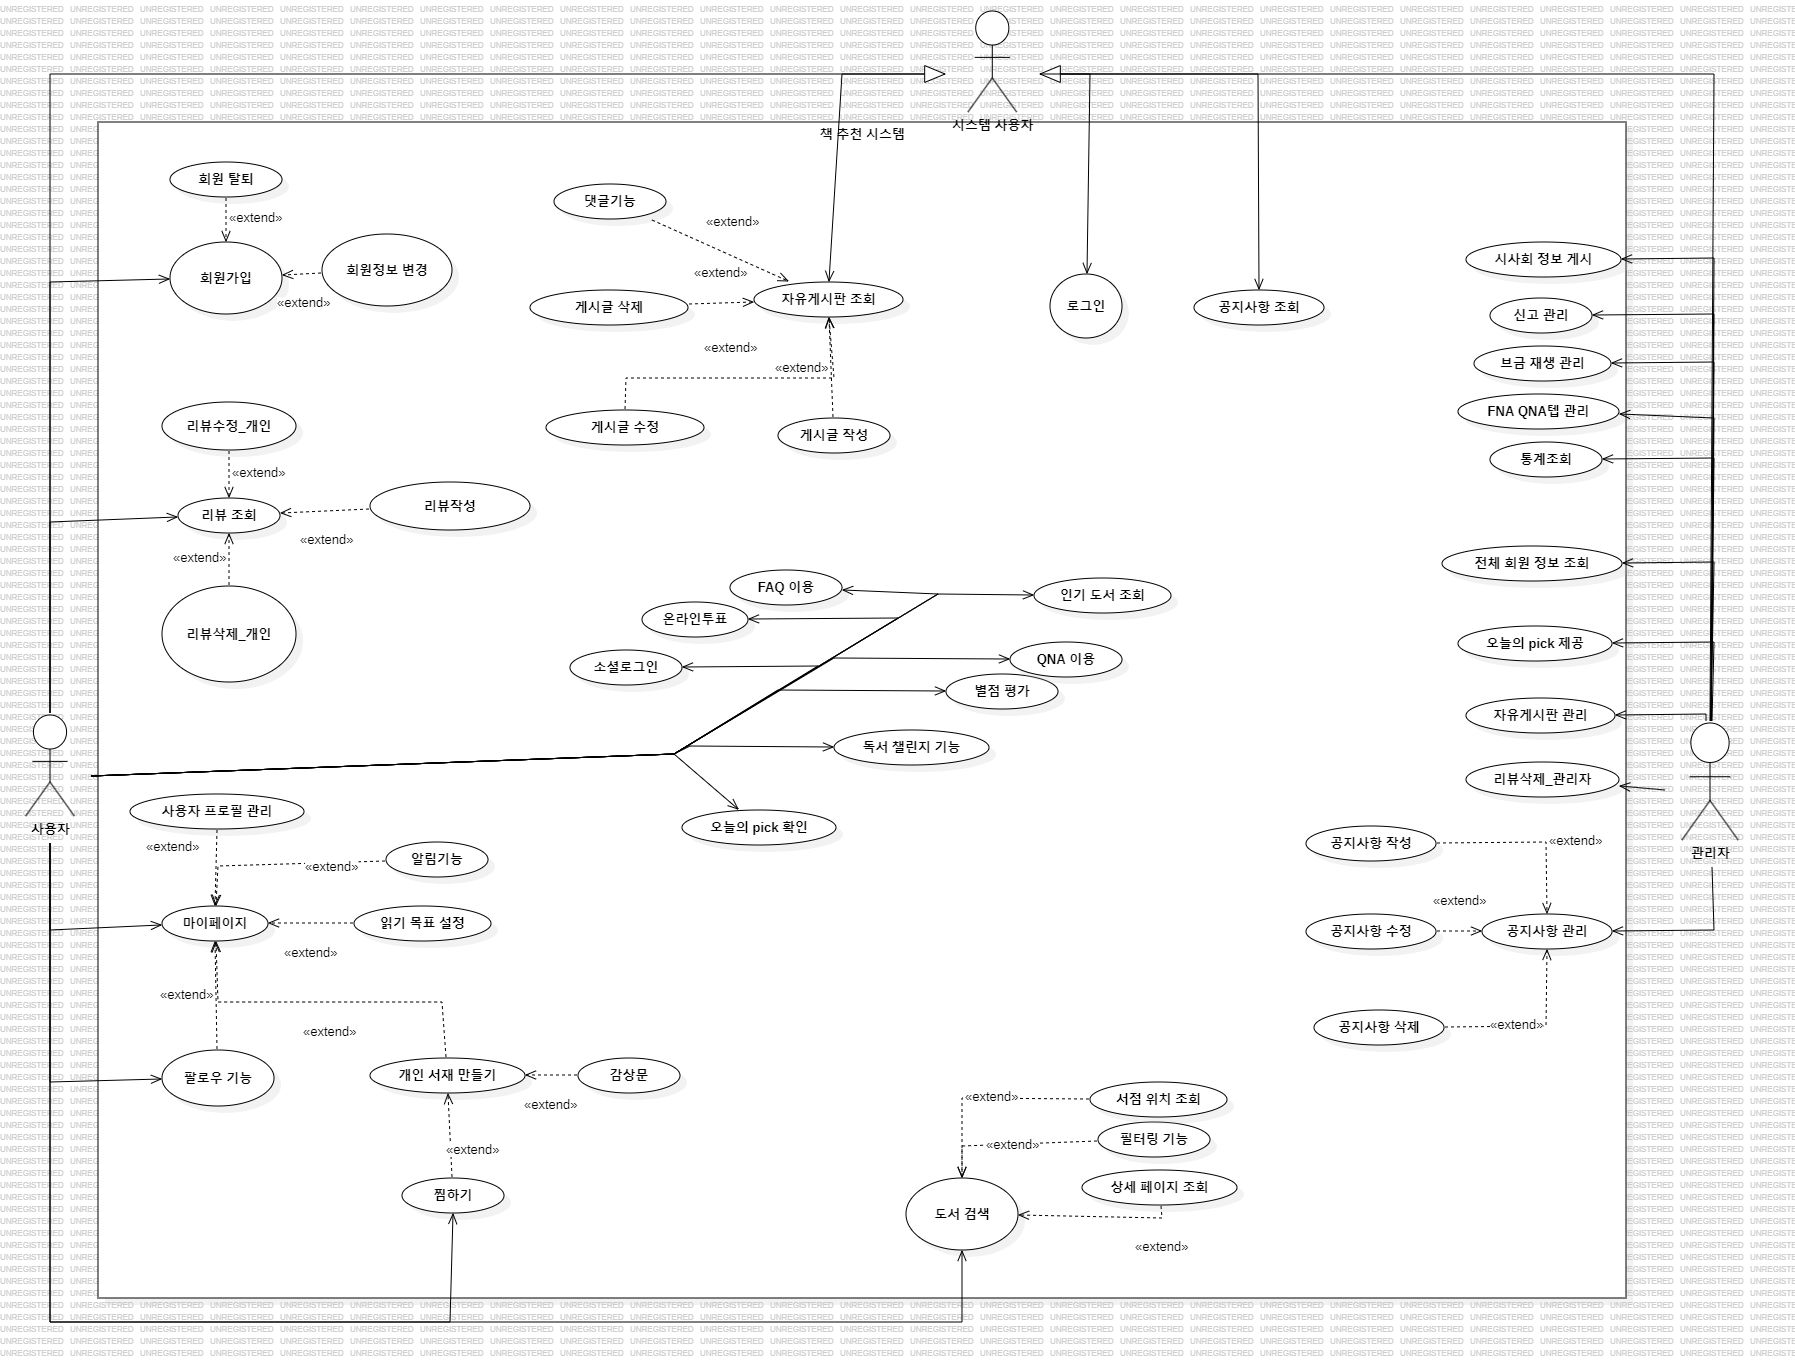 시스템 사용자
책 추천 시스템
회원 탈퇴
«extend»
회원가입
회원정보 변경
«extend»
댓글기능
«extend»
«extend»
게시글 삭제
자유게시판 조회
«extend»
«extend»
게시글 수정
게시글 작성
로그인
공지사항 조회
시사회 정보 게시
신고 관리
브금 재생 관리
FNA QNA텝 관리
통계조회
전체 회원 정보 조회
오늘의 pick 제공
자유게시판 관리
리뷰삭제_관리자
리뷰수정_개인
«extend»
리뷰 조회
리뷰작성
«extend»
«extend»
리뷰삭제_개인
FAQ 이용
인기 도서 조회
온라인투표
소셜로그인
QNA 이용
별점 평가
독서 챌린지 기능
오늘의 pick 확인
사용자
관리자
사용자 프로필 관리
«extend»
«extend»
알림기능
마이페이지
읽기 목표 설정
«extend»
«extend»
«extend»
팔로우 기능
개인 서재 만들기
감상문
«extend»
«extend»
찜하기
공지사항 작성
«extend»
«extend»
공지사항 수정
공지사항 관리
공지사항 삭제
«extend»
«extend»
서점 위치 조회
«extend»
필터링 기능
상세 페이지 조회
도서 검색
«extend»
UNREGISTERED